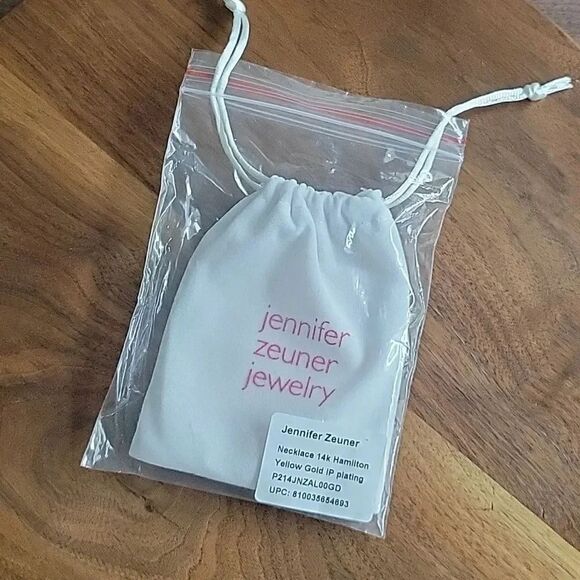 jennifer
zeuner
jewelry
Jennifer Zeuner
Necklace 14k Hamilton
Yellow Gold IP plating
P214JNZAL00GD
UPC: 810035654693